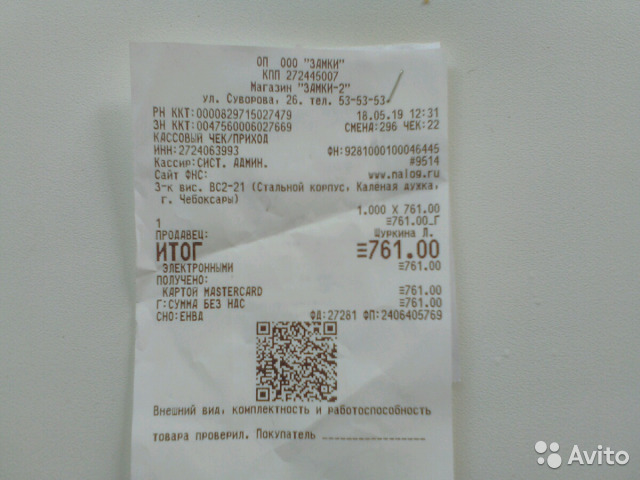 ОП ООО "ЗАМКИ"
КПП 272445007
Магазин "ЗАМКИ-2"
ул. Суворова, 26. тел. 53-53-53
РН ККТ:0000829715027479 18.05.19 12:31
ЗН ККТ:0047560006027669 СМЕНА:296 ЧЕК:22
КАССОВЫЙ ЧЕК/ПРИХОД
ИНН:2724063993 ФН:9281000100046445
Кассир:СИСТ. АДМИН. #9514
Сайт ФНС: www.nalog.ru
З-к вис. ВС2-21 (Стальной корпус, Каленая дужка,
г. Чебоксары)
1.000 X 761.00
1 ≡761.00_Г
ПРОДАВЕЦ: Шуркина Л.
ИТОГ ≡761.00
ЭЛЕКТРОННЫМИ ≡761.00
ПОЛУЧЕНО:
КАРТОЙ MASTERCARD ≡761.00
Г:СУММА БЕЗ НДС ≡761.00
СНО:ЕНВД ФД:27281 ФП:2406405769
Внешний вид, комплектность и работоспособность
товара проверил. Покупатель
Avito